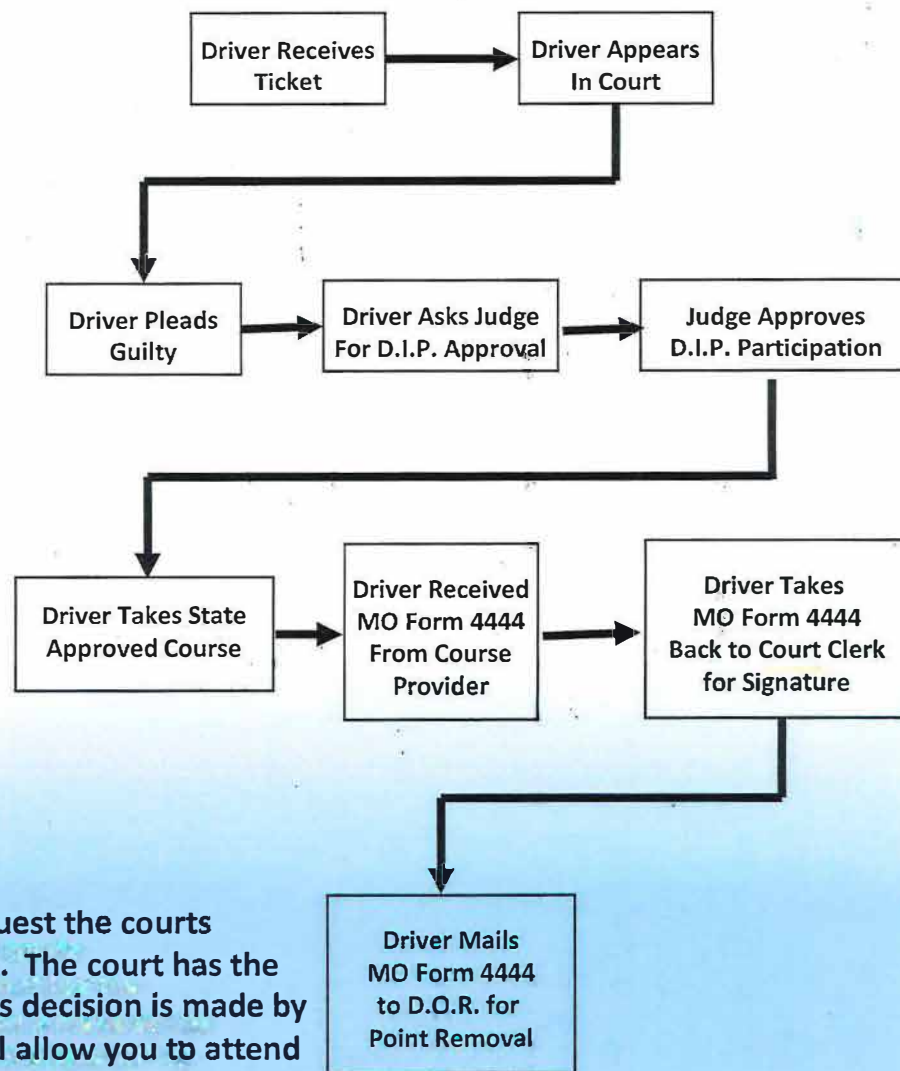 Driver Receives
Ticket
Driver Appears
In Court
Driver Pleads
Guilty
Driver Asks Judge
For D.I.P. Approval
Judge Approves
D.I.P. Participation
Driver Takes State
Approved Course
Driver Received
MO Form 4444
From Course
Provider
Driver Takes
MO Form 4444
Back to Court Clerk
for Signature
Driver Mails
MO Form 4444
to D.O.R. for
Point Removal
the courts
. The court has the
decision is made by
allow you to attend